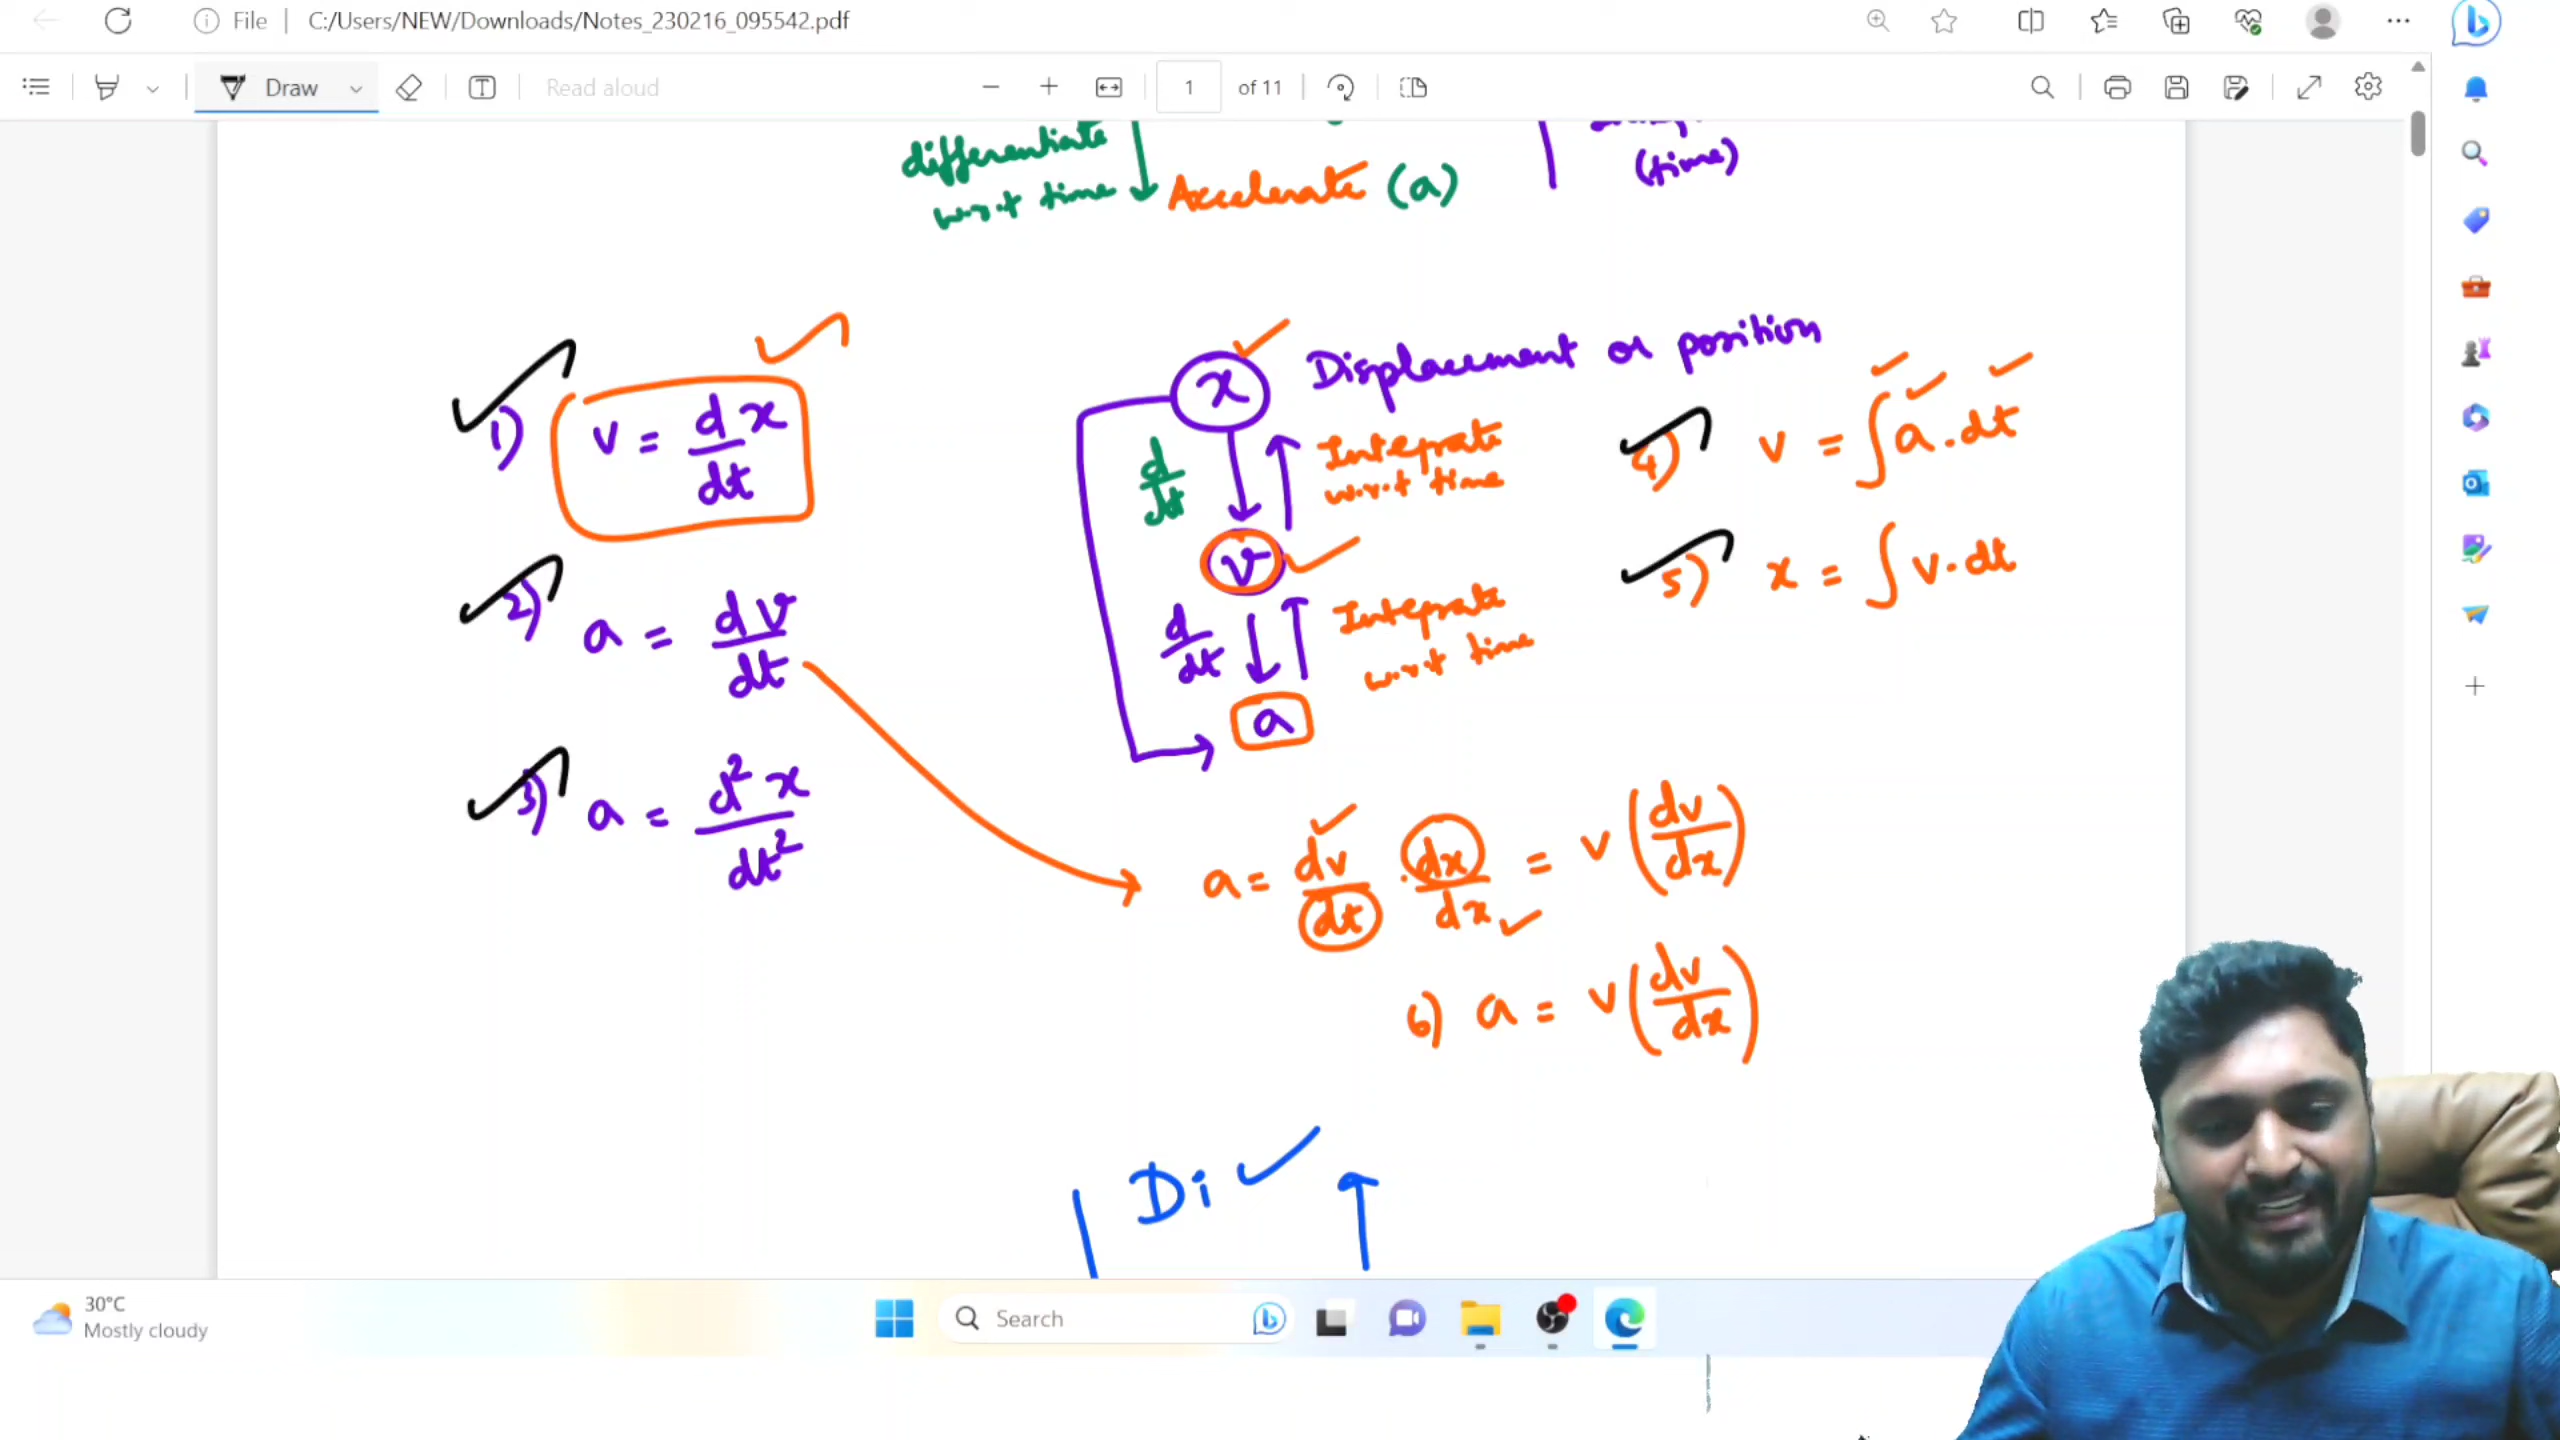 File | C:/Users/NEW/Downloads/Notes_230216_095542.pdf
Draw
Read aloud
1 of 11
differentiate
w.r.t time
Accelerate (a)
(time)
1) v = dx/dt
2) a = dv/dt
3) a = d²x/dt²
x Displacement or position
d/dt
Integrate
w.r.t time
v
d/dt
Integrate
w.r.t time
a
4) v = ∫a.dt
5) x = ∫v.dt
a = dv/dt . dx/dx = v(dv/dx)
6) a = v(dv/dx)
Di
30°C
Mostly cloudy
Search